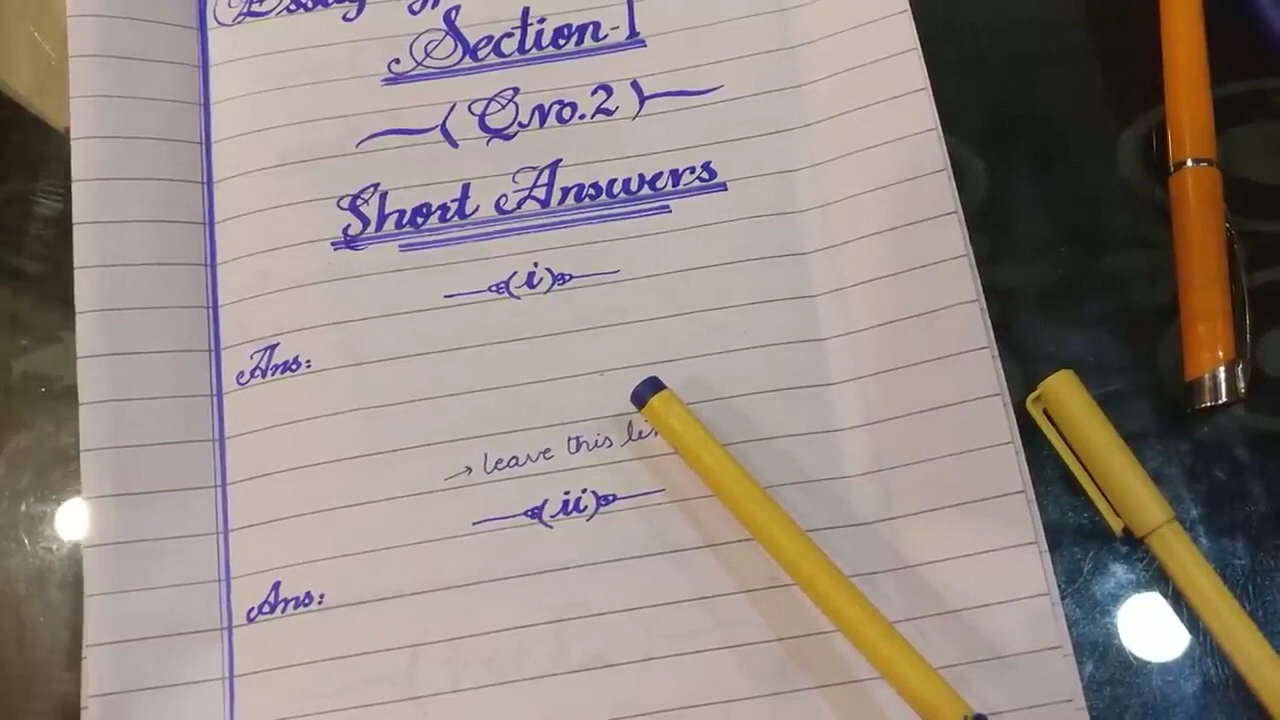 Section-I
(Q.No.2)
Short Answers
(i)
Ans:
→ leave this
(ii)
Ans: